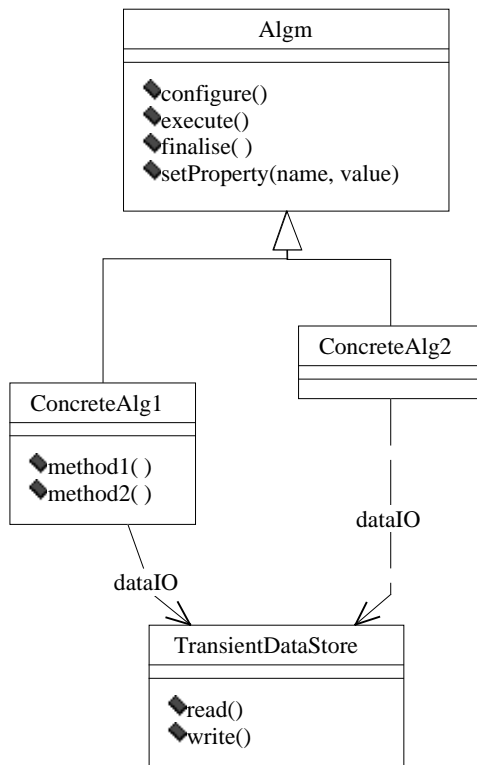 Algm
configure()
execute()
finalise( )
setProperty(name, value)
ConcreteAlg2
ConcreteAlg1
method1( )
method2( )
dataIO
dataIO
TransientDataStore
read()
write()